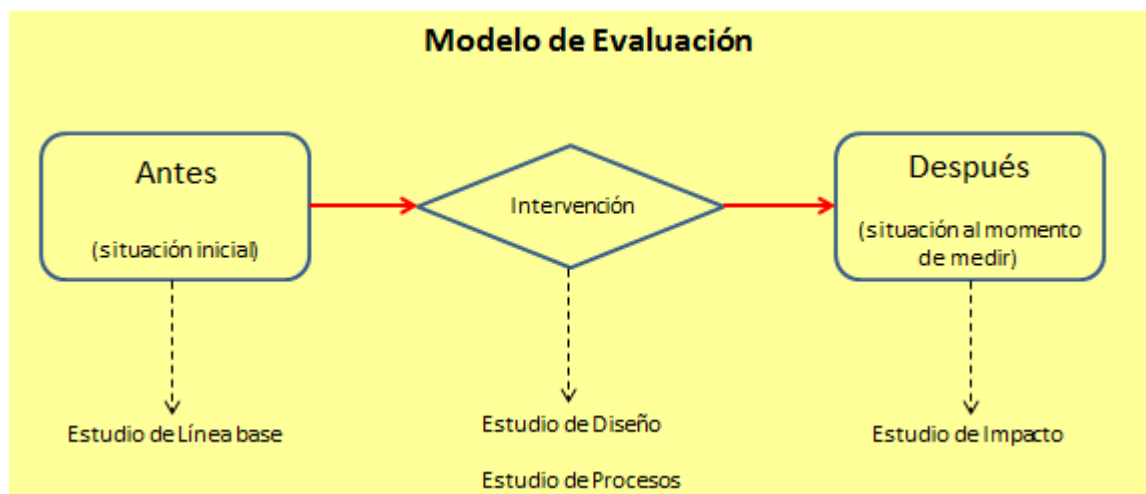 Modelo de Evaluación
Antes
(situación inicial)
Intervención
Después
(situación al momento
de medir)
Estudio de Línea base
Estudio de Diseño
Estudio de Procesos
Estudio de Impacto